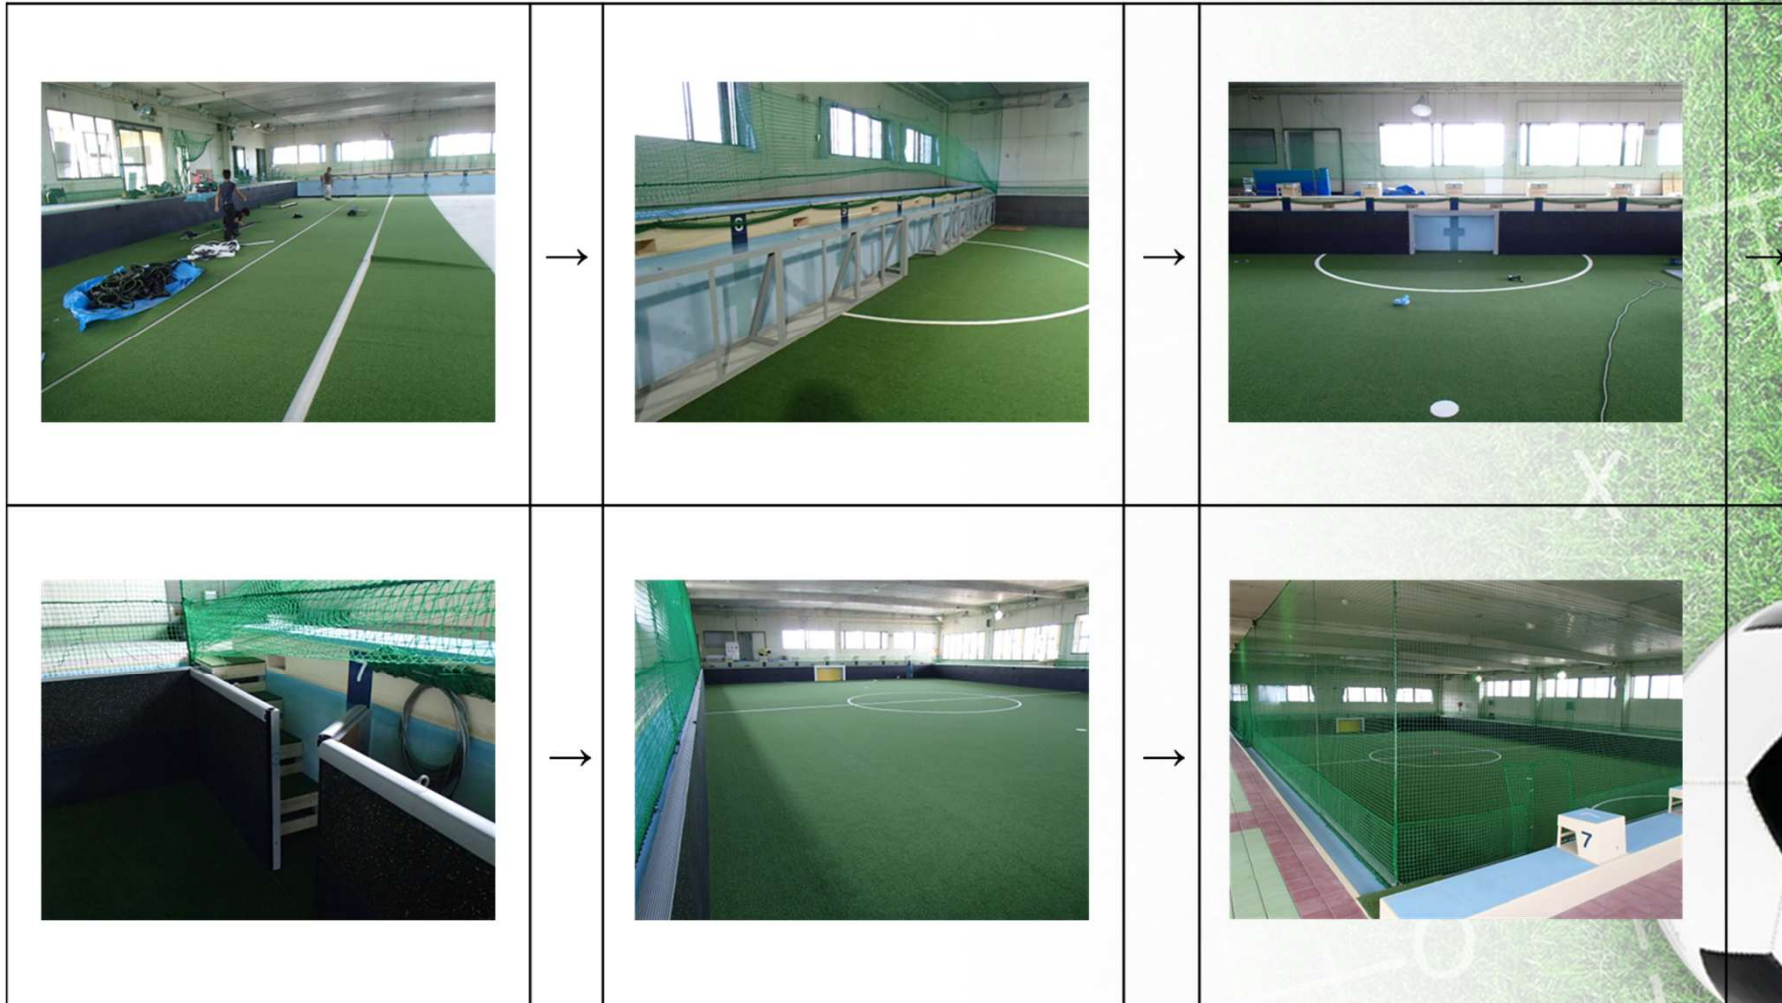 → → →
X
7
→ →
7
O